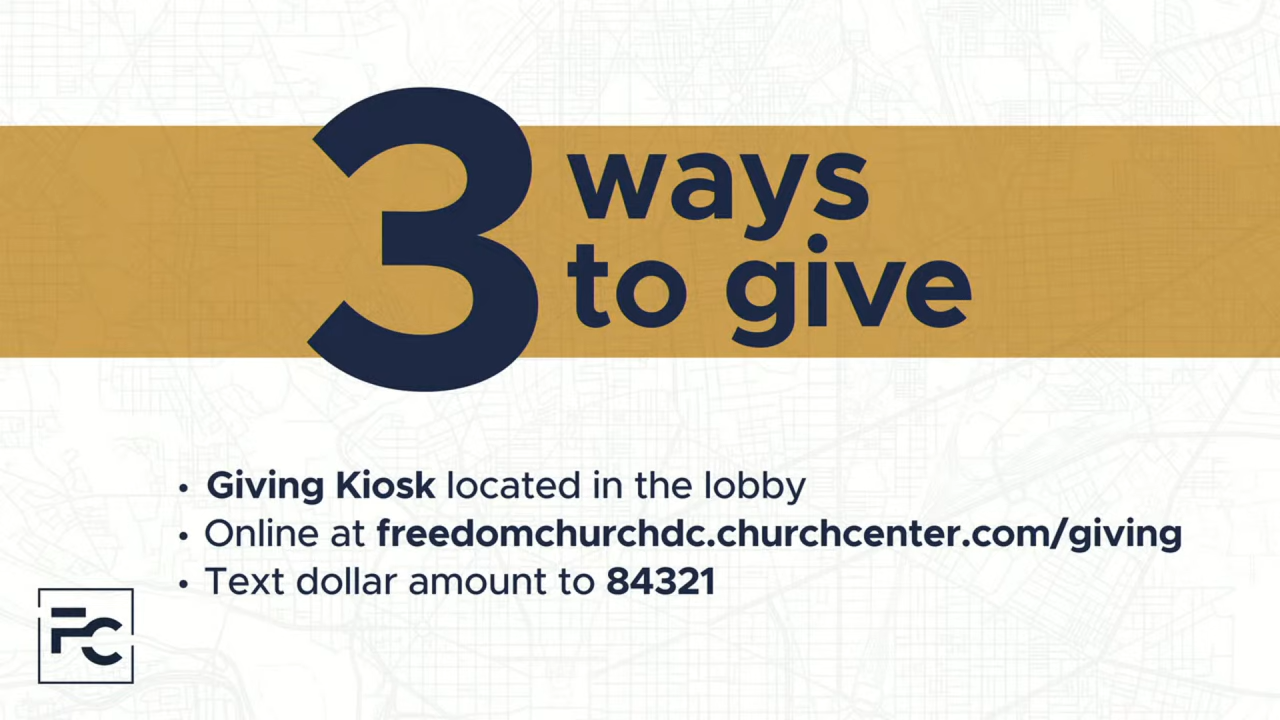 3 ways
to give
• Giving Kiosk located in the lobby
• Online at freedomchurchdc.churchcenter.com/giving
• Text dollar amount to 84321
FC